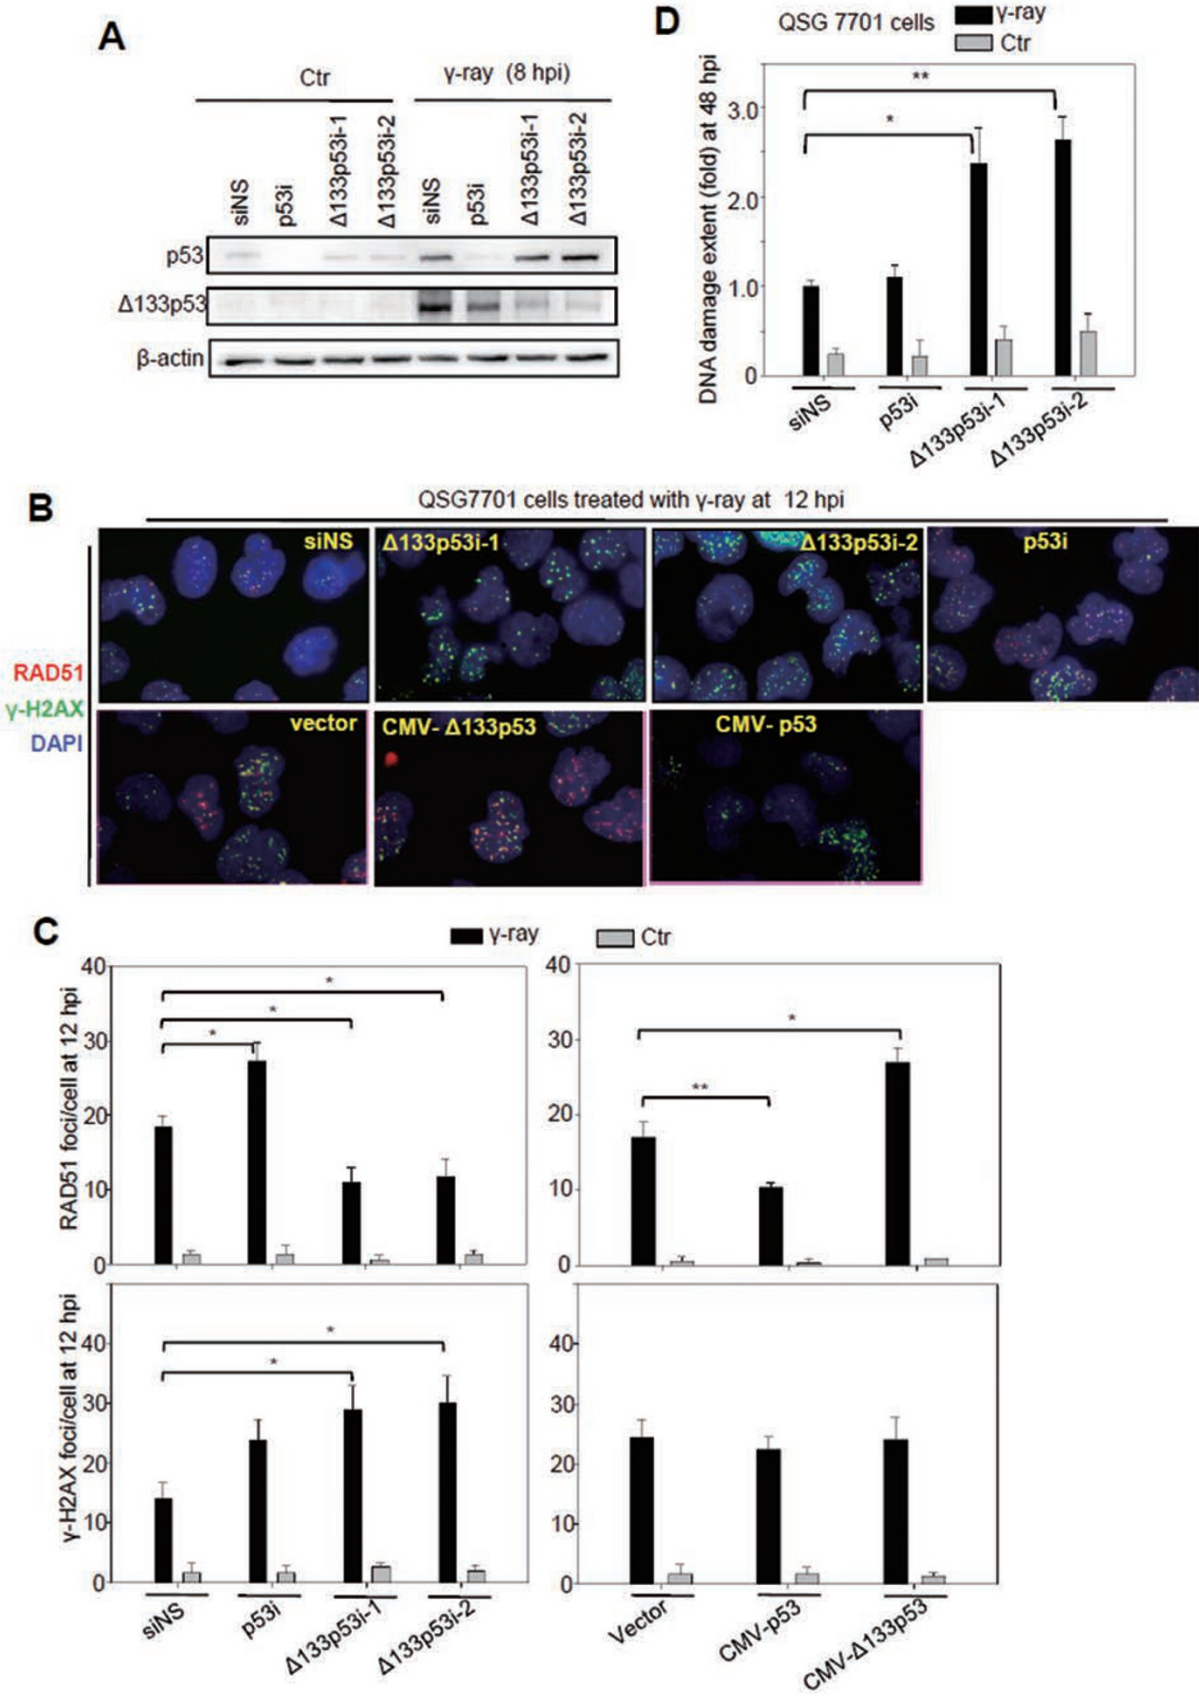 A
Ctr
γ-ray (8 hpi)
siNS
p53i
Δ133p53i-1
Δ133p53i-2
siNS
p53i
Δ133p53i-1
Δ133p53i-2
p53
Δ133p53
β-actin
D
QSG 7701 cells
γ-ray
Ctr
DNA damage extent (fold) at 48 hpi
3.0
2.0
1.0
0
**
*
siNS
p53i
Δ133p53i-1
Δ133p53i-2
B
QSG7701 cells treated with γ-ray at 12 hpi
RAD51
γ-H2AX
DAPI
siNS
Δ133p53i-1
Δ133p53i-2
p53i
vector
CMV- Δ133p53
CMV- p53
C
γ-ray
Ctr
RAD51 foci/cell at 12 hpi
40
30
20
10
0
*
*
*
40
30
20
10
0
*
**
γ-H2AX foci/cell at 12 hpi
40
30
20
10
0
*
*
siNS
p53i
Δ133p53i-1
Δ133p53i-2
40
30
20
10
0
Vector
CMV-p53
CMV-Δ133p53